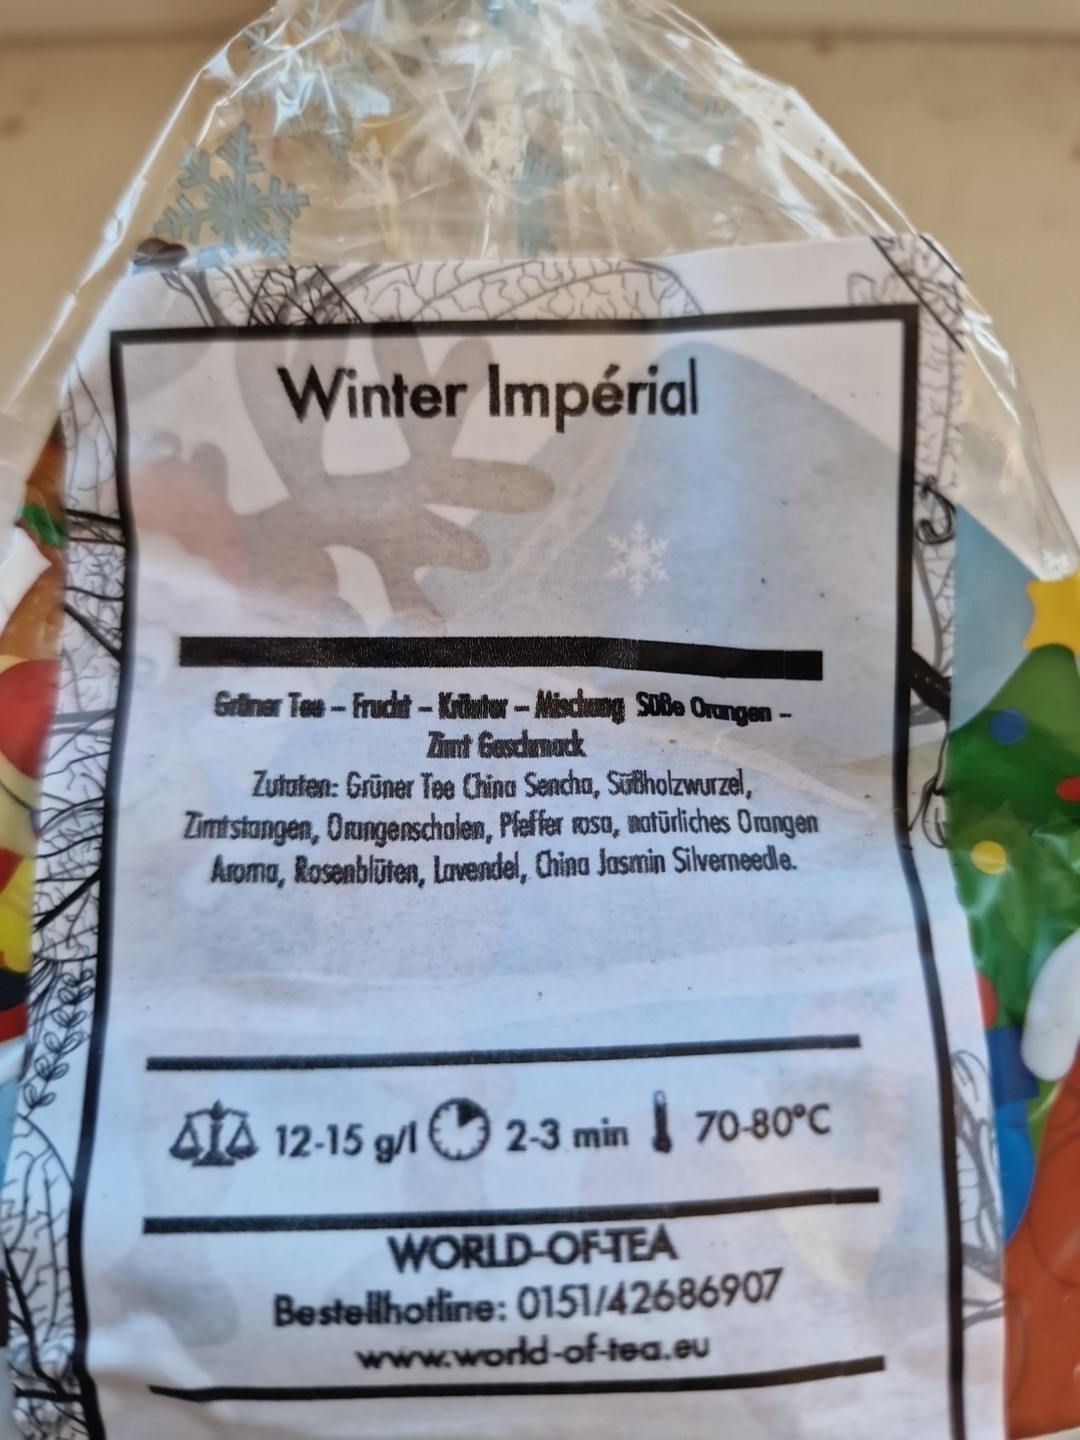 Winter Impérial
Grüner Tee – Frucht – Kräuter – Mischung Süße Orangen –
Zimt Geschmack
Zutaten: Grüner Tee China Sencha, Süßholzwurzel,
Zimtstangen, Orangenschalen, Pfeffer rosa, natürliches Orangen
Aroma, Rosenblüten, Lavendel, China Jasmin Silverneedle.
12-15 g/l 2-3 min 70-80°C
WORLD-OF-TEA
Bestellhotline: 0151/42686907
www.world-of-tea.eu